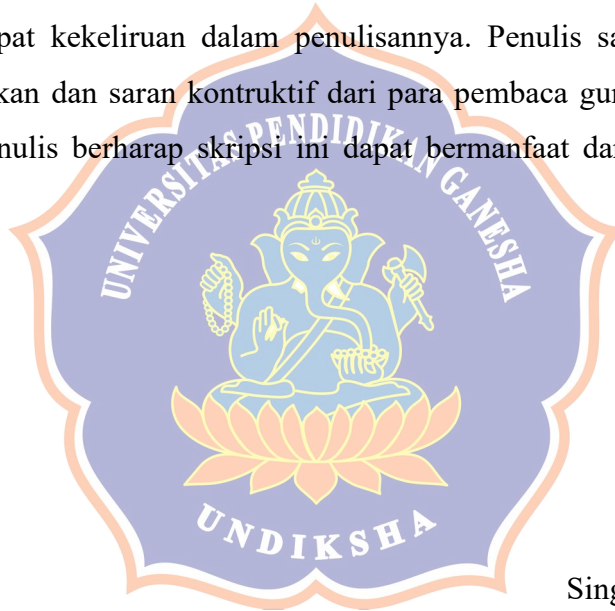 pat kekeliruan dalam penulisannya. Penulis sa
kan dan saran kontruktif dari para pembaca gu
nulis berharap skripsi ini dapat bermanfaat da
UNIVERSITAS PENDIDIKAN GANESHA
UNDIKSHA
Sing